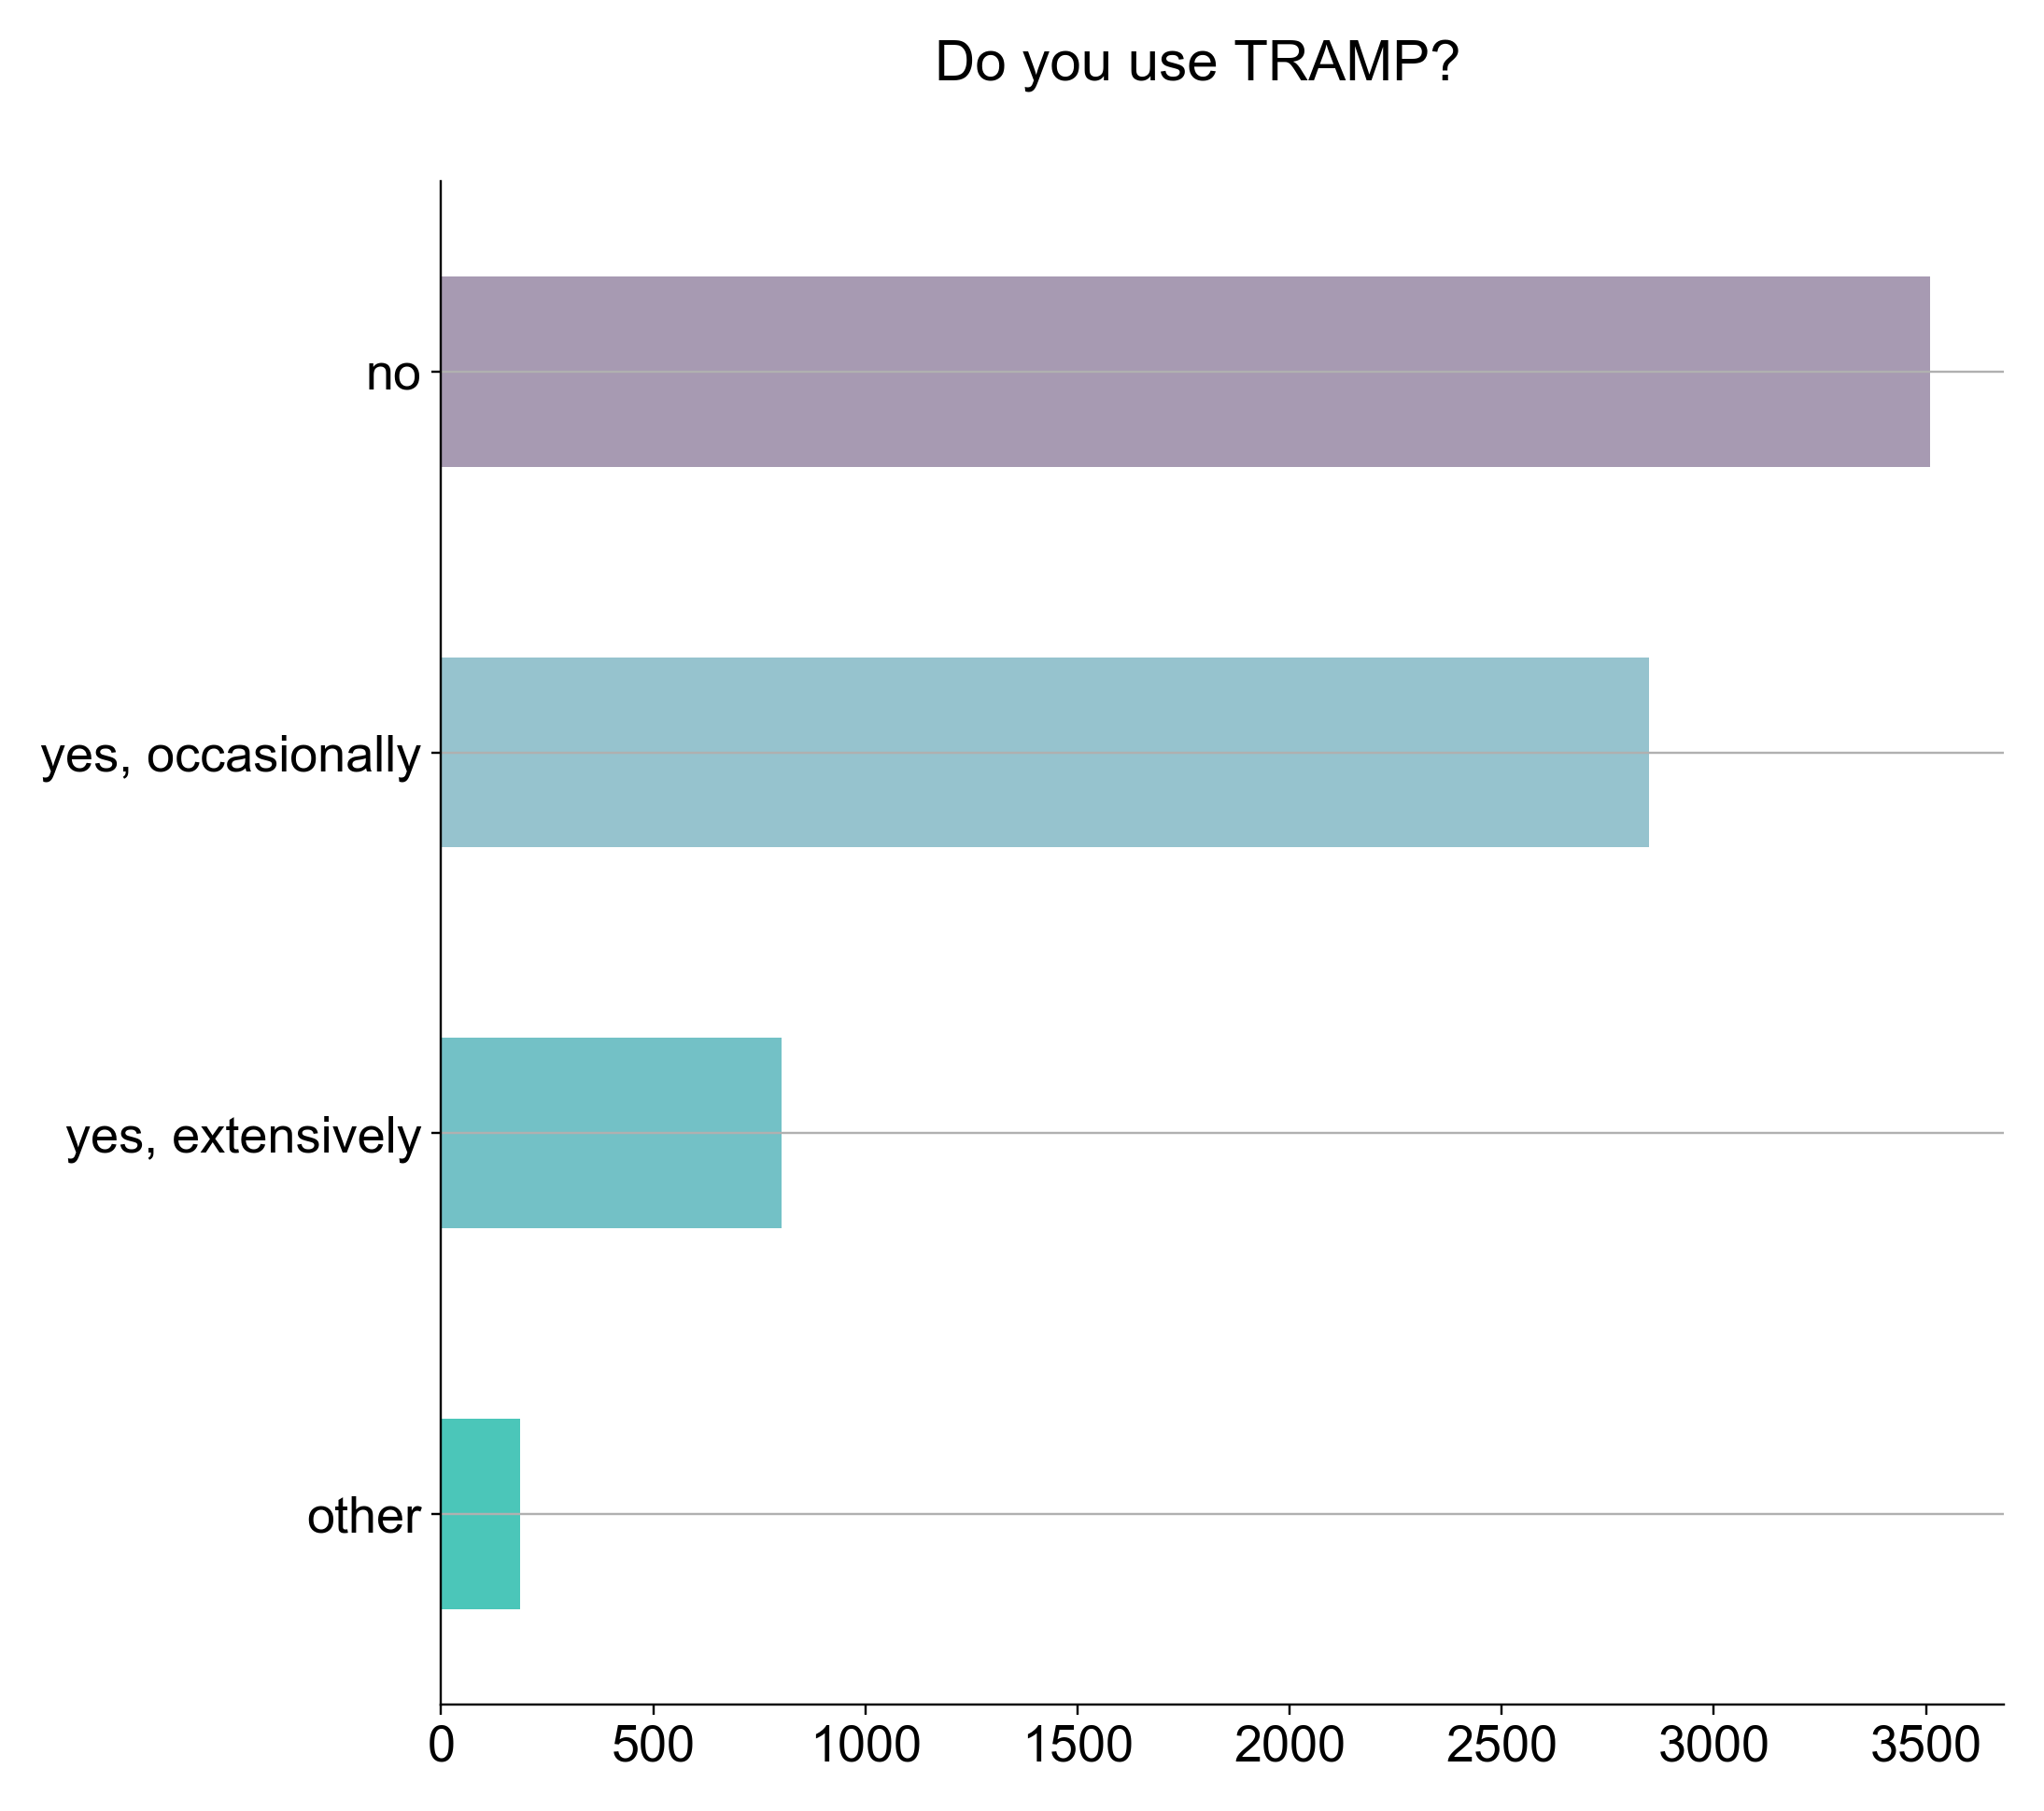 Do you use TRAMP?
no
yes, occasionally
yes, extensively
other
0 500 1000 1500 2000 2500 3000 3500